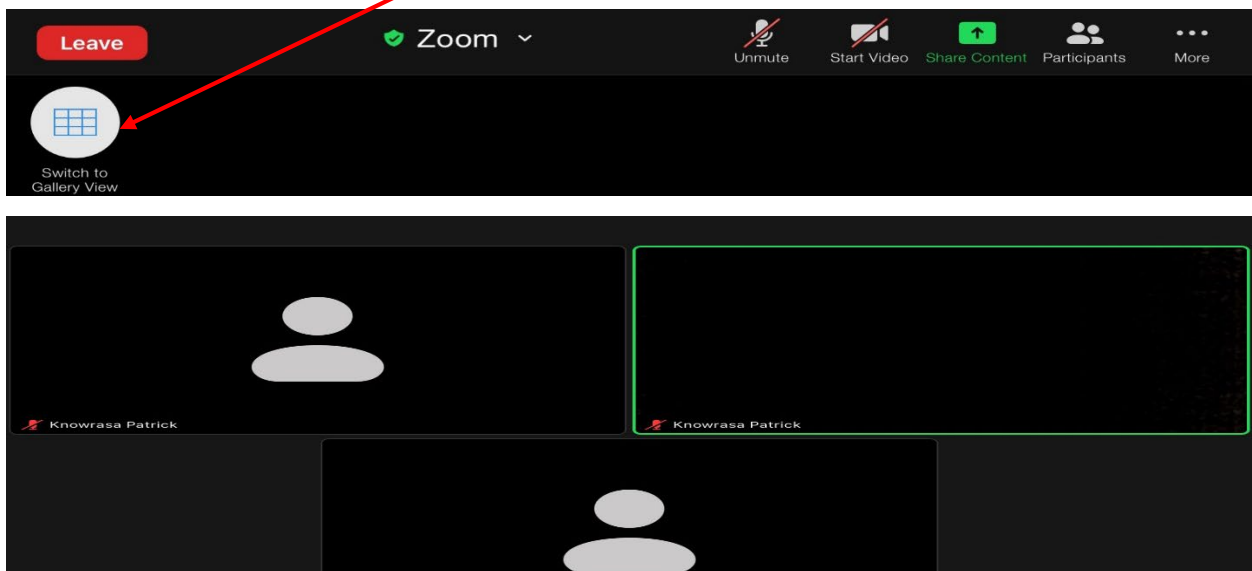 Leave
Zoom
Unmute
Start Video
Share Content
Participants
More
Switch to
Gallery View
Knowrasa Patrick
Knowrasa Patrick